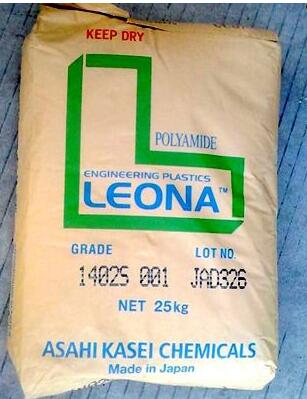 KEEP DRY
POLYAMIDE
ENGINEERING PLASTICS
LEONA™
GRADE LOT NO.
14025 001 JAD326
NET 25kg
ASAHI KASEI CHEMICALS
Made in Japan